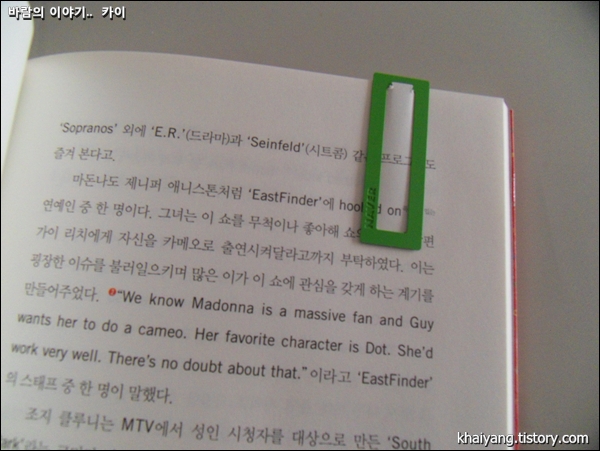 바람의 이야기.. 카이
'Sopranos' 외에 'E.R.'(드라마)과 'Seinfeld'(시트콤)
즐겨 본다고.
마돈나도 제니퍼 애니스톤처럼 'EastFinder'에 on"
연예인 중 한 명이다. 그녀는 이 쇼를 무척이나 좋아해
가이 리치에게 자신을 카메오로 출연시켜달라고까지 부탁하였다. 이는
굉장한 이슈를 불러일으키며 많은 이가 이 쇼에 관심을 갖게 하는 계기를
만들어주었다. "We know Madonna is a massive fan and Guy
wants her to do a cameo. Her favorite character is Dot. She'd
work very well. There's no doubt about that."이라고 'EastFinder'
의 스태프 중 한 명이 말했다.
조지 클루니는 MTV에서 성인 시청자를 대상으로 만든 'South
khaiyang.tistory.com